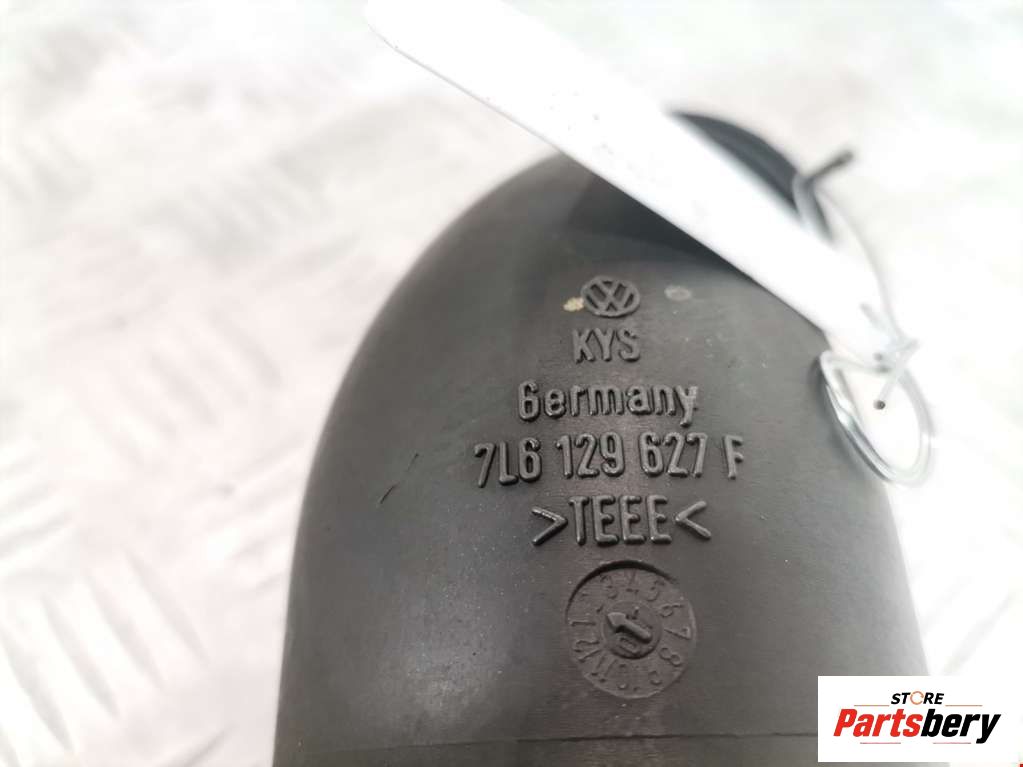 KYS
Germany
7L6 129 627 F
>TEEE<
STORE
Partsbery